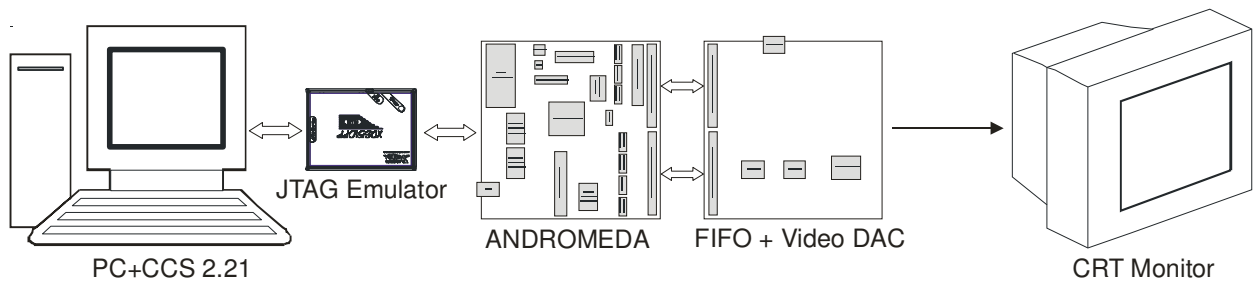 JTAG Emulator
ANDROMEDA
FIFO + Video DAC
PC+CCS 2.21
CRT Monitor